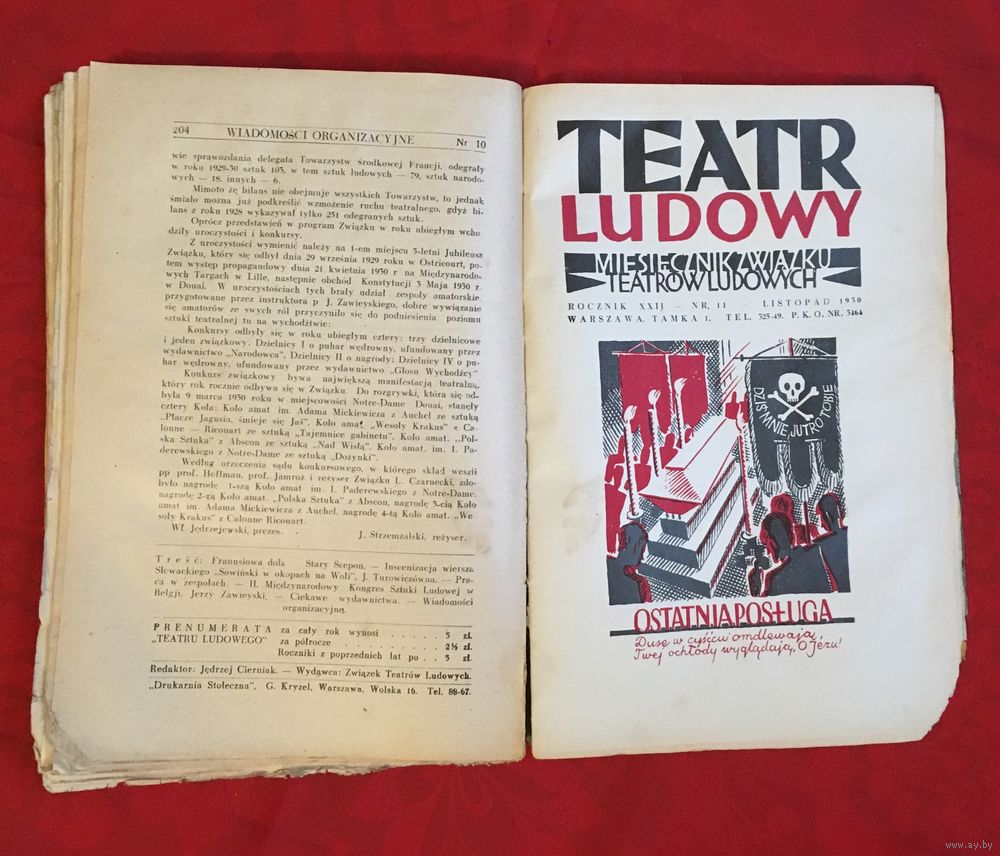 204 WIADOMOŚCI ORGANIZACYJNE Nr 10
wie sprawozdania delegata Towarzystw Środkowej Francji, odegrały
w roku 1929-30 sztuk 103, w tem sztuk ludowych — 79, sztuk narodo-
wych — 18, innych — 6.
Mimoto żę bilans nie obejmuje wszystkich Towarzystw, to jednak
śmiało można już podkreślić wzmożenie ruchu teatralnego, gdyż bi-
lans z roku 1928 wykazywał tylko 251 odegranych sztuk.
Oprócz przedstawień w program Związku w roku ubiegłym wcho
dziły uroczystości i konkursy.
Z uroczystości wymienić należy na 1-em miejscu 5-letni Jubileusz
Związku, który się odbył dnia 29 września 1929 roku w Ostricourt, po-
tem występ propagandowy dnia 21 kwietnia 1930 r na Międzynarodo-
wych Targach w Lille, następnie obchód Konstytucji 3 Maja 1930 r.
w Douai. W uroczystościach tych brały udział zespoły amatorskie
przygotowane przez instruktora p J. Zawieyskiego, dobre wywiązanie
się amatorów ze swych ról przyczyniło się do podniesienia poziomu
sztuki teatralnej tu na wychodźtwie:
Konkursy odbyły się w roku ubiegłym cztery: trzy dzielnicowe
i jeden związkowy. Dzielnicy I o puhar wędrowny, ufundowany przez
wydawnictwo „Narodowca”, Dzielnicy II o nagrody; Dzielnicy IV o pu-
har wędrowny, ufundowany przez wydawnictwo „Głosu Wychodźcy”
Konkurs związkowy bywa największą manifestacją teatralną,
który rok rocznie odbywa się w Związku. Do rozgrywki, która się od-
była 9 marca 1930 roku w miejscowości Notre-Dame Douai, stanęły
cztery Koła: Koło amat im. Adama Mickiewicza z Auchel ze sztuką
„Płacze Jagusia, śmieje się Jaś”, Koło amat. „Wesoły Krakus” z Ca-
lonne — Ricouart ze sztuką „Tajemnice gabinetu”, Koło amat. „Pol-
ska Sztuka” z Abscon ze sztuką „Nad Wisłą”, Koło amat. im. I. Pa-
derewskiego z Notre-Dame ze sztuką „Dożynki”.
Według orzeczenia sądu konkursowego, w którego skład weszli
pp prof. Hoffman, prof. Jamroż i reżyser Związku L. Czarnecki, zdo-
było nagrodę 1-szą Koło amat im. I. Paderewskiego z Notre-Dame,
nagrodę 2-gą Koło amat. „Polska Sztuka” z Abscon, nagrodę 3-cią Koło
amat im. Adama Mickiewicza z Auchel, nagrodę 4-tą Koło amat. „We
soły Krakus” z Calonne Ricouart.
Wł. Jędrzejewski, prezes. J. Strzemżalski, reżyser.
Treść: Franusiowa dola. Stary Scepon. — Inscenizacja wiersza
Słowackiego „Sowiński w okopach na Woli”, J. Turowiczówna. — Pra-
ca w zespołach. — II. Międzynarodowy Kongres Sztuki Ludowej w
Belgji, Jerzy Zawieyski. — Ciekawe wydawnictwa. — Wiadomości
organizacyjne.
PRENUMERATA za cały rok wynosi . . . . . 5 zł.
„TEATRU LUDOWEGO” za półrocze . . . . . 2½ zł.
Roczniki z poprzednich lat po . . 5 zł.
Redaktor: Jędrzej Cierniak. — Wydawca: Związek Teatrów Ludowych.
„Drukarnia Stołeczna”, G. Kryzel, Warszawa, Wolska 16. Tel. 88-67.
TEATR
LUDOWY
MIESIĘCZNIK ZWIĄZKU
TEATRÓW LUDOWYCH
ROCZNIK XXIJ — NR. 11 — LISTOPAD 1930
WARSZAWA, TAMKA 1. TEL. 323-49. P. K. O. NR. 3464
DZIŚ MNIE, JUTRO TOBIE
OSTATNIA POSŁUGA
Dusę w cyśćcu omdlewają,
Twej ochłody wyglądają, O Jezu!
www.ay.by